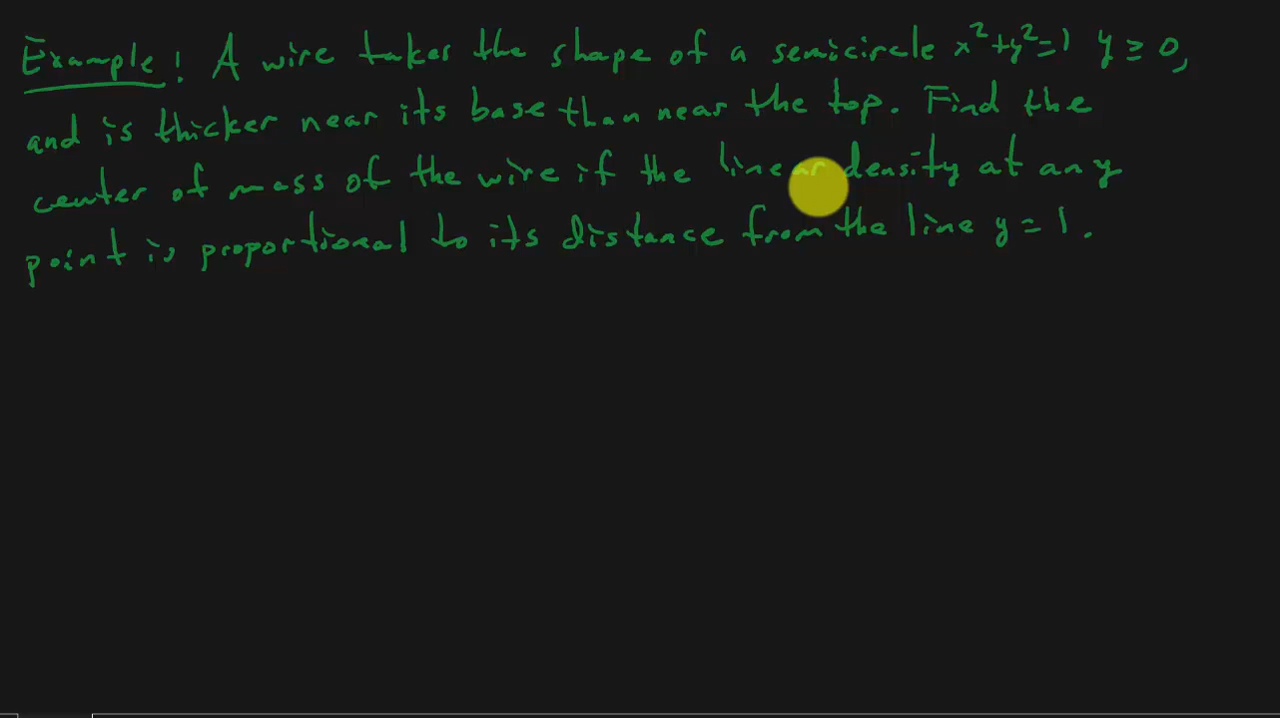 Example: A wire takes the shape of a semicircle x²+y²=1 y ≥ 0,
and is thicker near its base than near the top. Find the
center of mass of the wire if the linear density at any
point is proportional to its distance from the line y = 1.